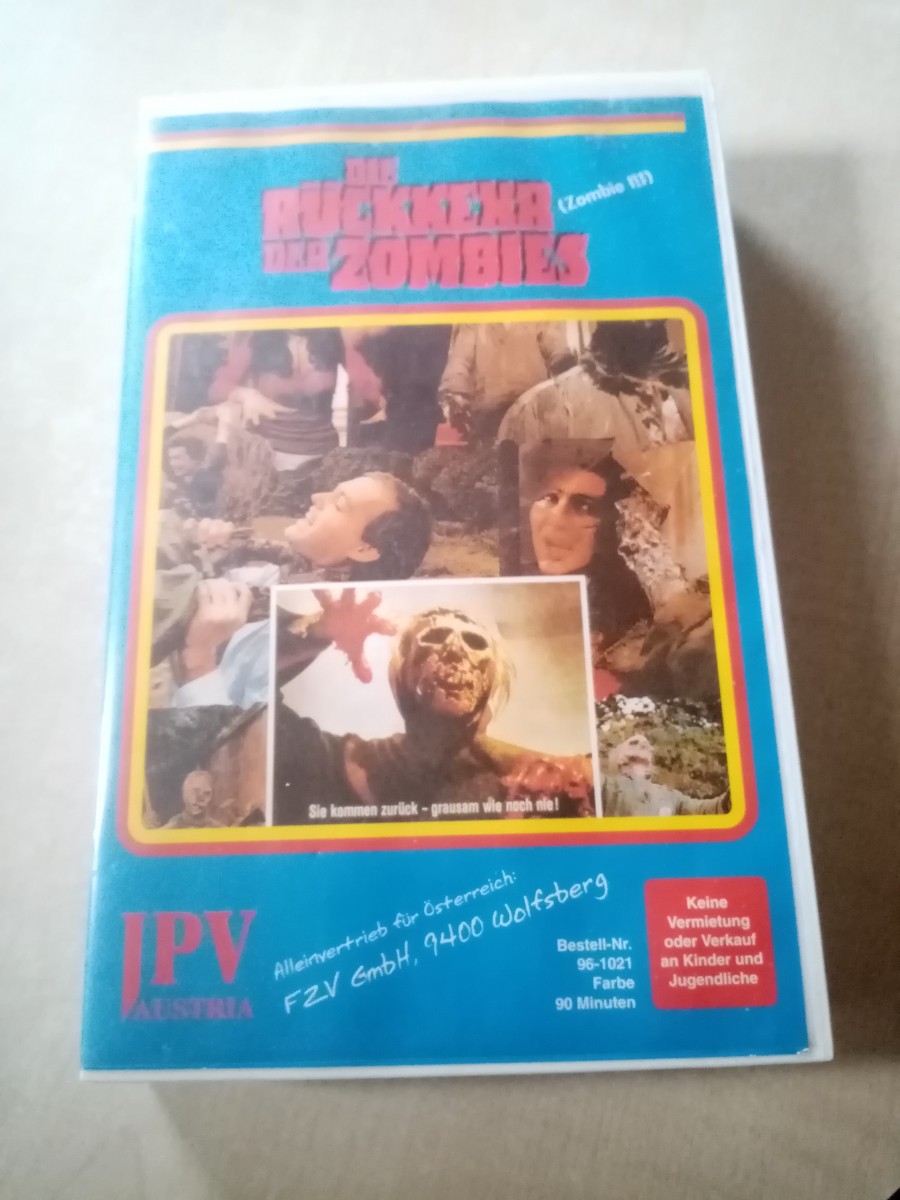 DIE
RÜCKKEHR
DER ZOMBIES
(Zombie III)
Sie kommen zurück – grausam wie noch nie!
JPV
AUSTRIA
Alleinvertrieb für Österreich:
FZV GmbH, 9400 Wolfsberg
Bestell-Nr.
96-1021
Farbe
90 Minuten
Keine
Vermietung
oder Verkauf
an Kinder und
Jugendliche